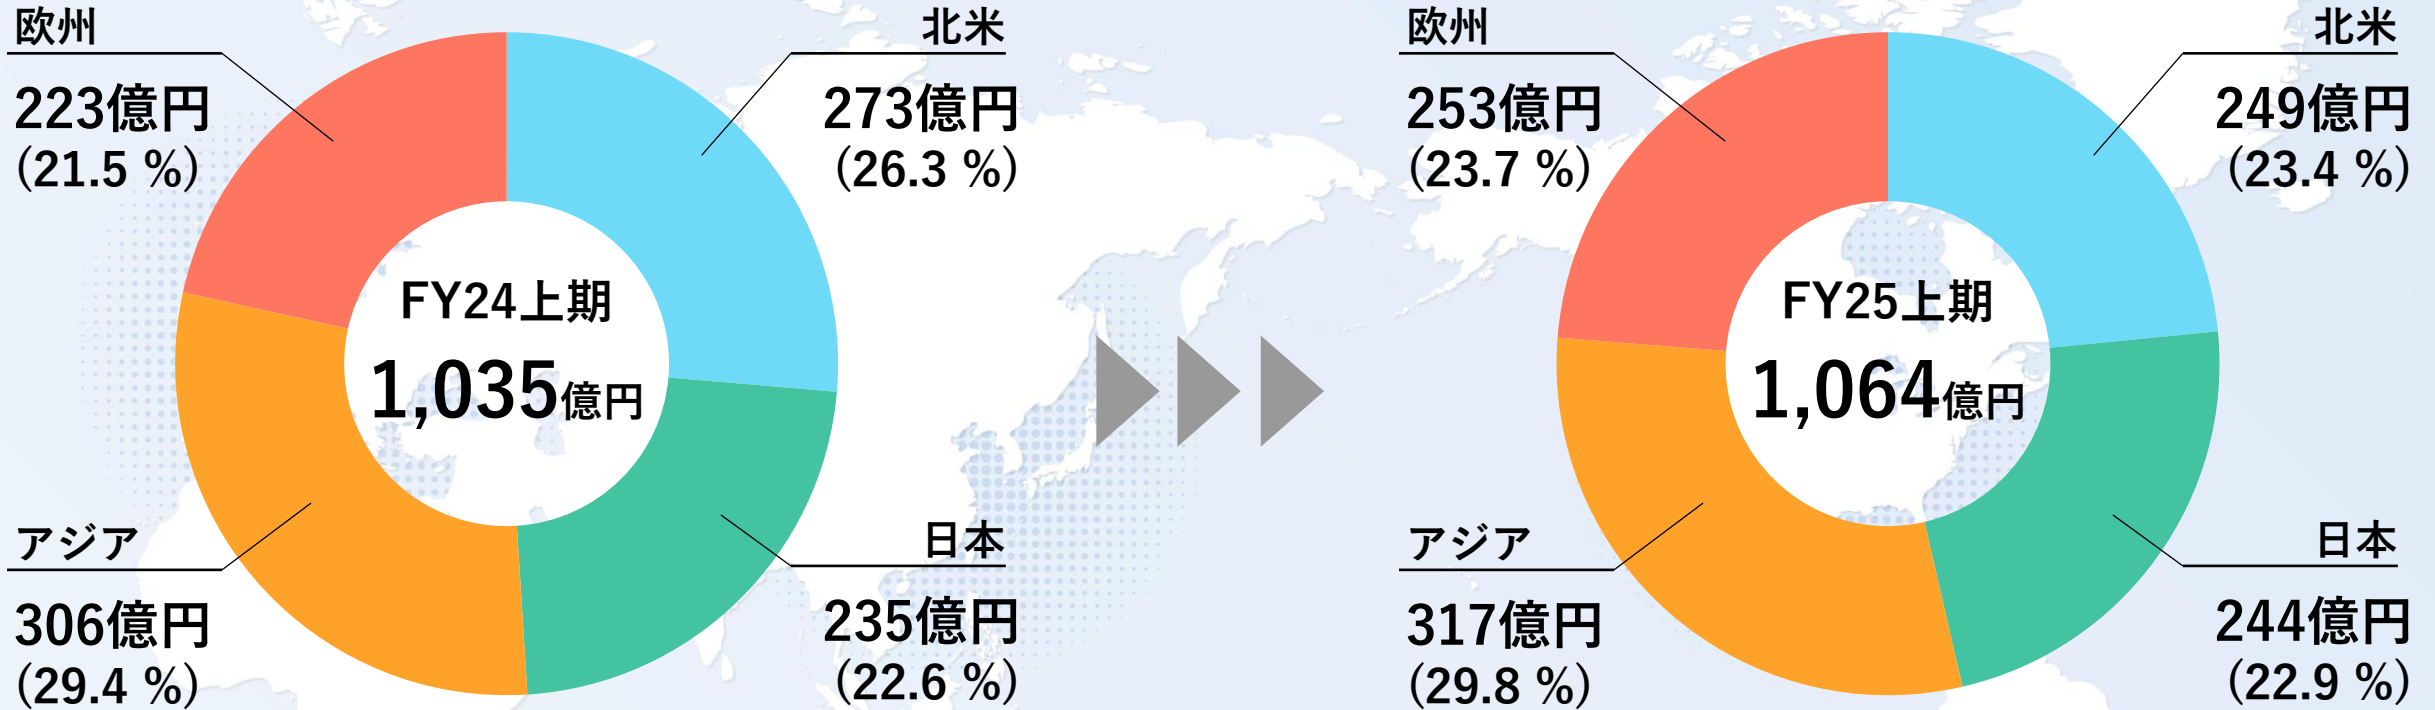 欧州
223億円
(21.5 %)
北米
273億円
(26.3 %)
FY24上期
1,035億円
アジア
306億円
(29.4 %)
日本
235億円
(22.6 %)
欧州
253億円
(23.7 %)
北米
249億円
(23.4 %)
FY25上期
1,064億円
アジア
317億円
(29.8 %)
日本
244億円
(22.9 %)